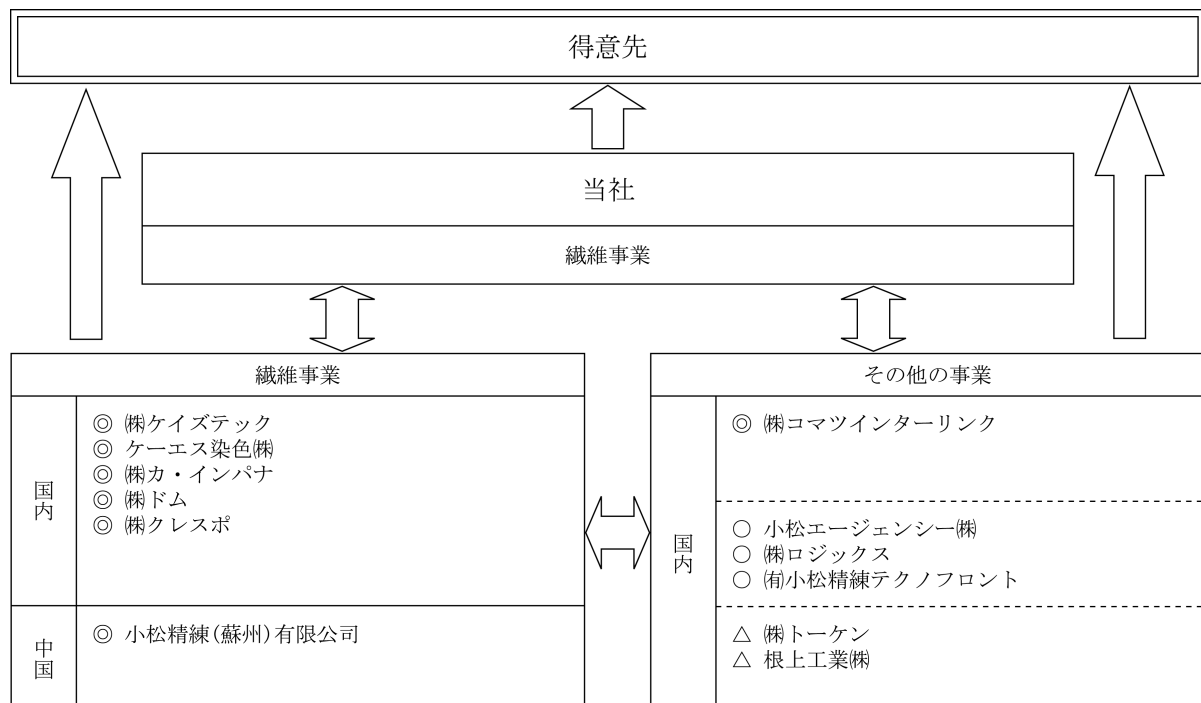 得意先
当社
繊維事業
繊維事業
国内
◎ ㈱ケイズテック
◎ ケーエス染色㈱
◎ ㈱カ・インパナ
◎ ㈱ドム
◎ ㈱クレスポ
中国
◎ 小松精練(蘇州)有限公司
その他の事業
国内
◎ ㈱コマツインターリンク
○ 小松エージェンシー㈱
○ ㈱ロジックス
○ ㈲小松精練テクノフロント
△ ㈱トーケン
△ 根上工業㈱